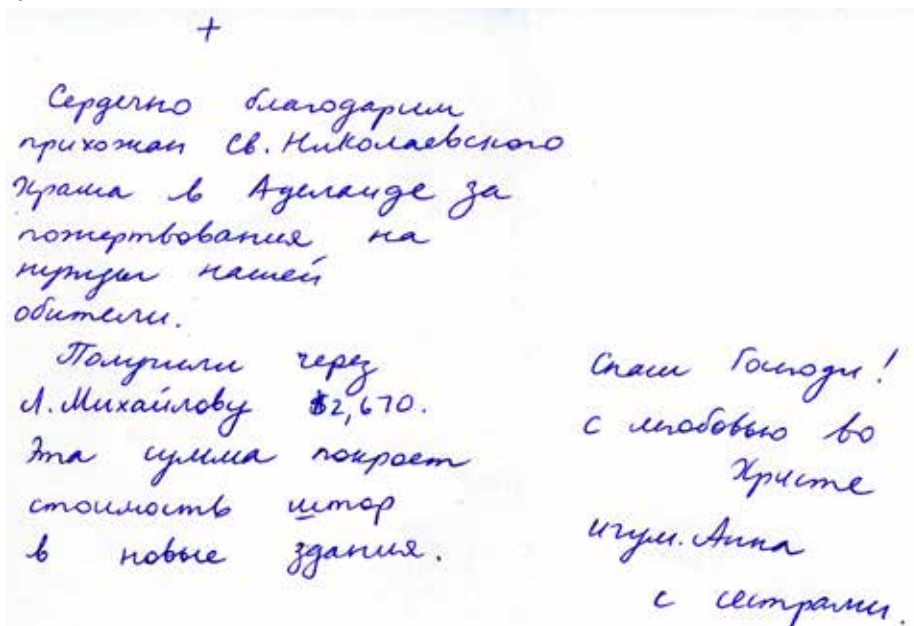 +
Сердечно благодарим
прихожан Св. Николаевского
Храма в Аделаиде за
пожертвования на
нужды нашей
обители.
Получили через
Л. Михайлову $2,670.
Эта сумма покроет
стоимость штор
в новые здания.
Спаси Господи!
с любовью во
Христе
игум. Анна
с сестрами.